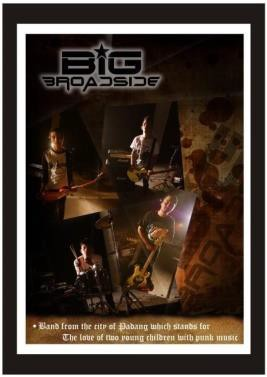 BIG
BROADSIDE
• Band from the city of Padang which stands for
The love of two young children with punk music